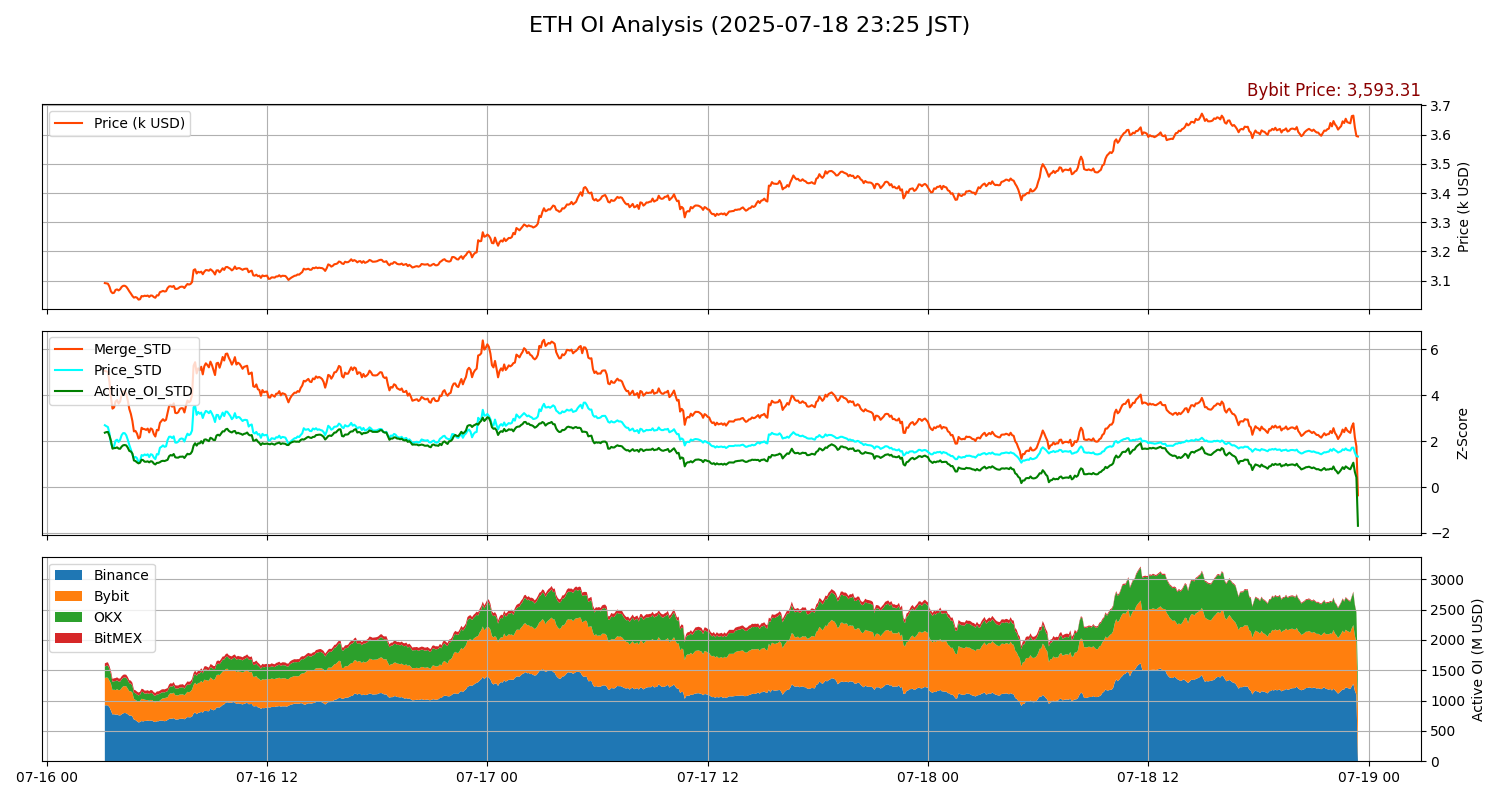 ETH OI Analysis (2025-07-18 23:25 JST)
Bybit Price: 3,593.31
Price (k USD)
3.7
3.6
3.5
3.4
3.3
3.2
3.1
Price (k USD)
Merge_STD
Price_STD
Active_OI_STD
6
4
2
0
−2
Z-Score
Binance
Bybit
OKX
BitMEX
3000
2500
2000
1500
1000
500
0
Active OI (M USD)
07-16 00
07-16 12
07-17 00
07-17 12
07-18 00
07-18 12
07-19 00